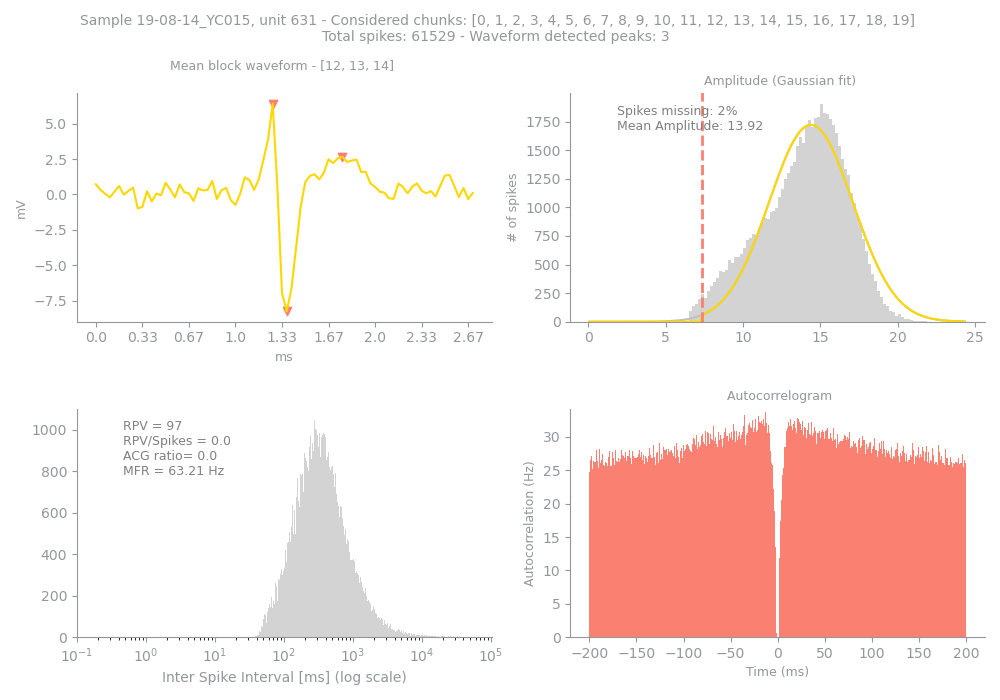 Sample 19-08-14_YC015, unit 631 - Considered chunks: [0, 1, 2, 3, 4, 5, 6, 7, 8, 9, 10, 11, 12, 13, 14, 15, 16, 17, 18, 19]
Total spikes: 61529 - Waveform detected peaks: 3
Mean block waveform - [12, 13, 14]
5.0
2.5
0.0
−2.5
−5.0
−7.5
mV
0.0 0.33 0.67 1.0 1.33 1.67 2.0 2.33 2.67
ms
Amplitude (Gaussian fit)
Spikes missing: 2%
Mean Amplitude: 13.92
1750
1500
1250
1000
750
500
250
0
# of spikes
0 5 10 15 20 25
RPV = 97
RPV/Spikes = 0.0
ACG ratio= 0.0
MFR = 63.21 Hz
1000
800
600
400
200
0
10⁻¹ 10⁰ 10¹ 10² 10³ 10⁴ 10⁵
Inter Spike Interval [ms] (log scale)
Autocorrelogram
30
25
20
15
10
5
0
Autocorrelation (Hz)
−200 −150 −100 −50 0 50 100 150 200
Time (ms)